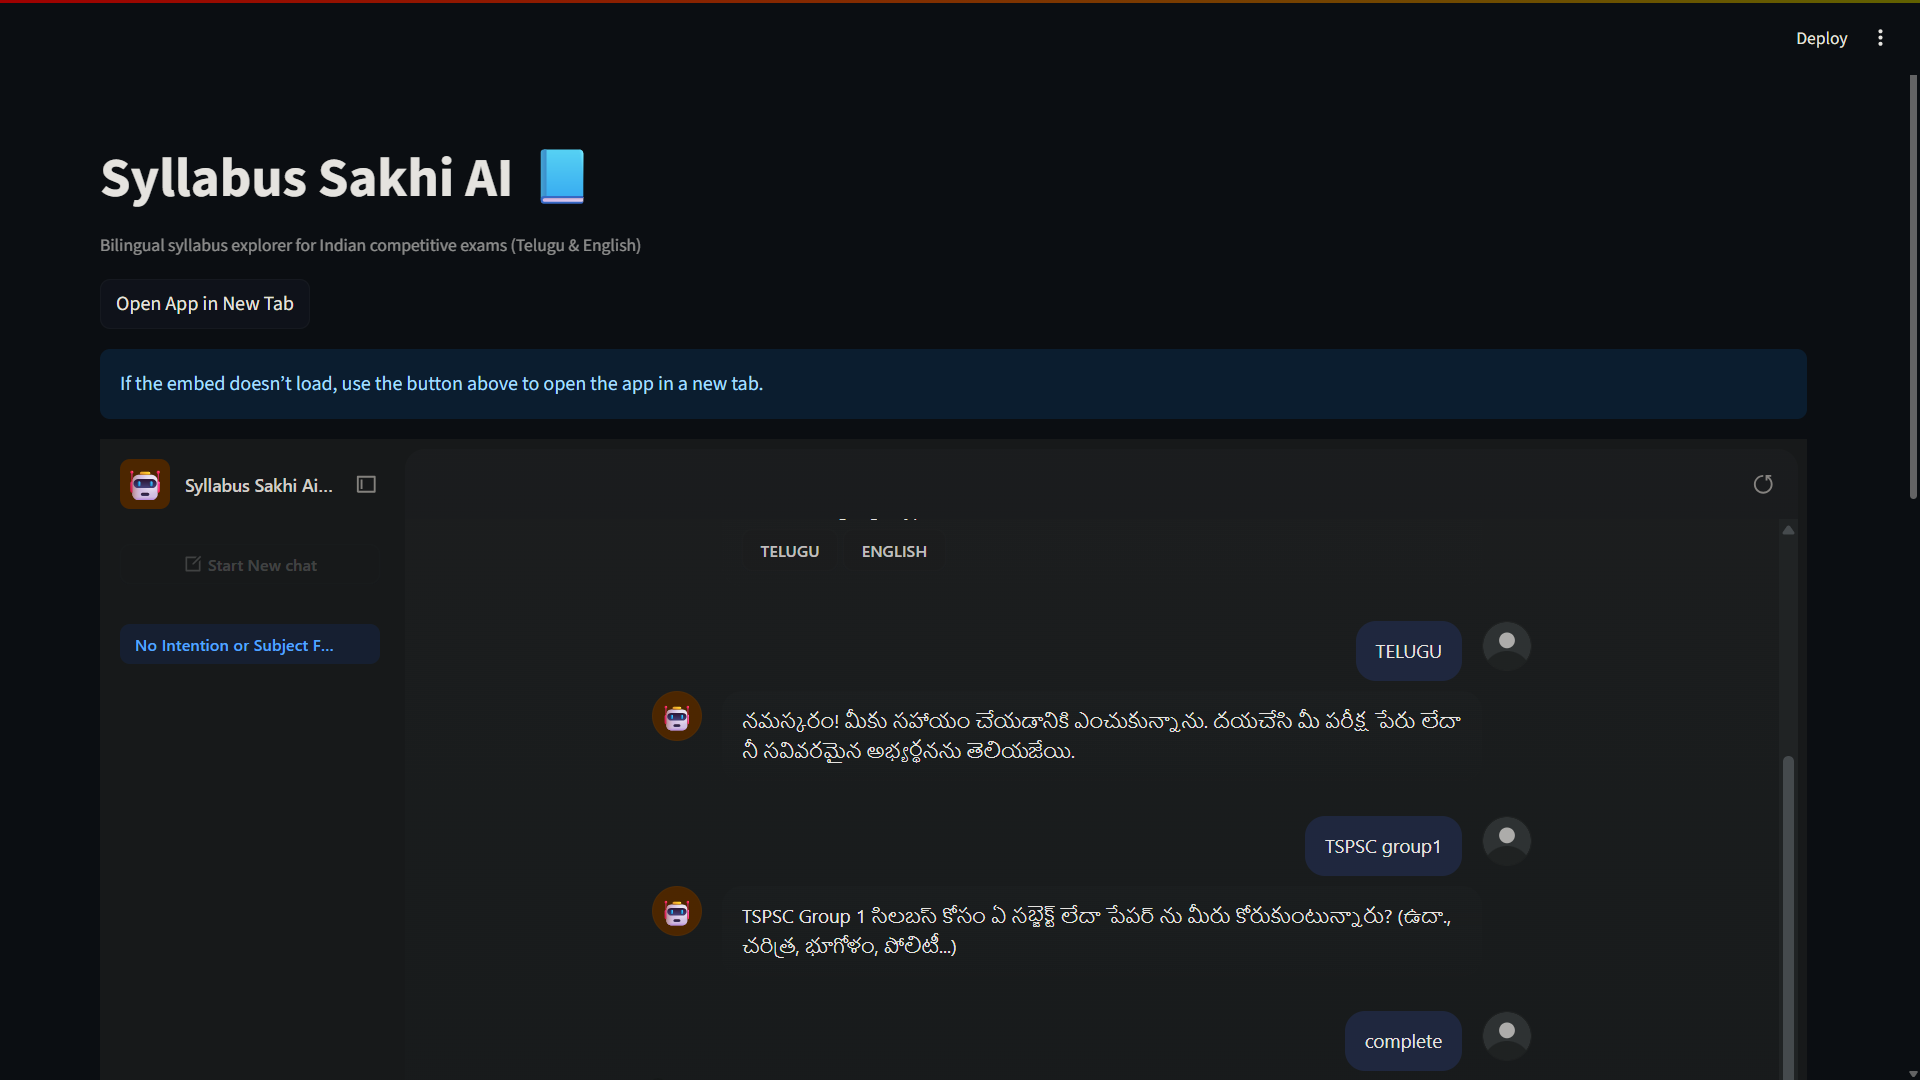 Deploy
Syllabus Sakhi AI
Bilingual syllabus explorer for Indian competitive exams (Telugu & English)
Open App in New Tab
If the embed doesn’t load, use the button above to open the app in a new tab.
Syllabus Sakhi Ai...
Start New chat
No Intention or Subject F...
TELUGU ENGLISH
TELUGU
నమస్కరం! మీకు సహాయం చేయడానికి ఎంచుకున్నాను. దయచేసి మీ పరీక్ష పేరు లేదా
నీ సవివరమైన అభ్యర్థనను తెలియజేయి.
TSPSC group1
TSPSC Group 1 సిలబస్ కోసం ఏ సబ్జెక్ట్ లేదా పేపర్ ను మీరు కోరుకుంటున్నారు? (ఉదా.,
చరిత్ర, భూగోళం, పోలిటీ...)
complete